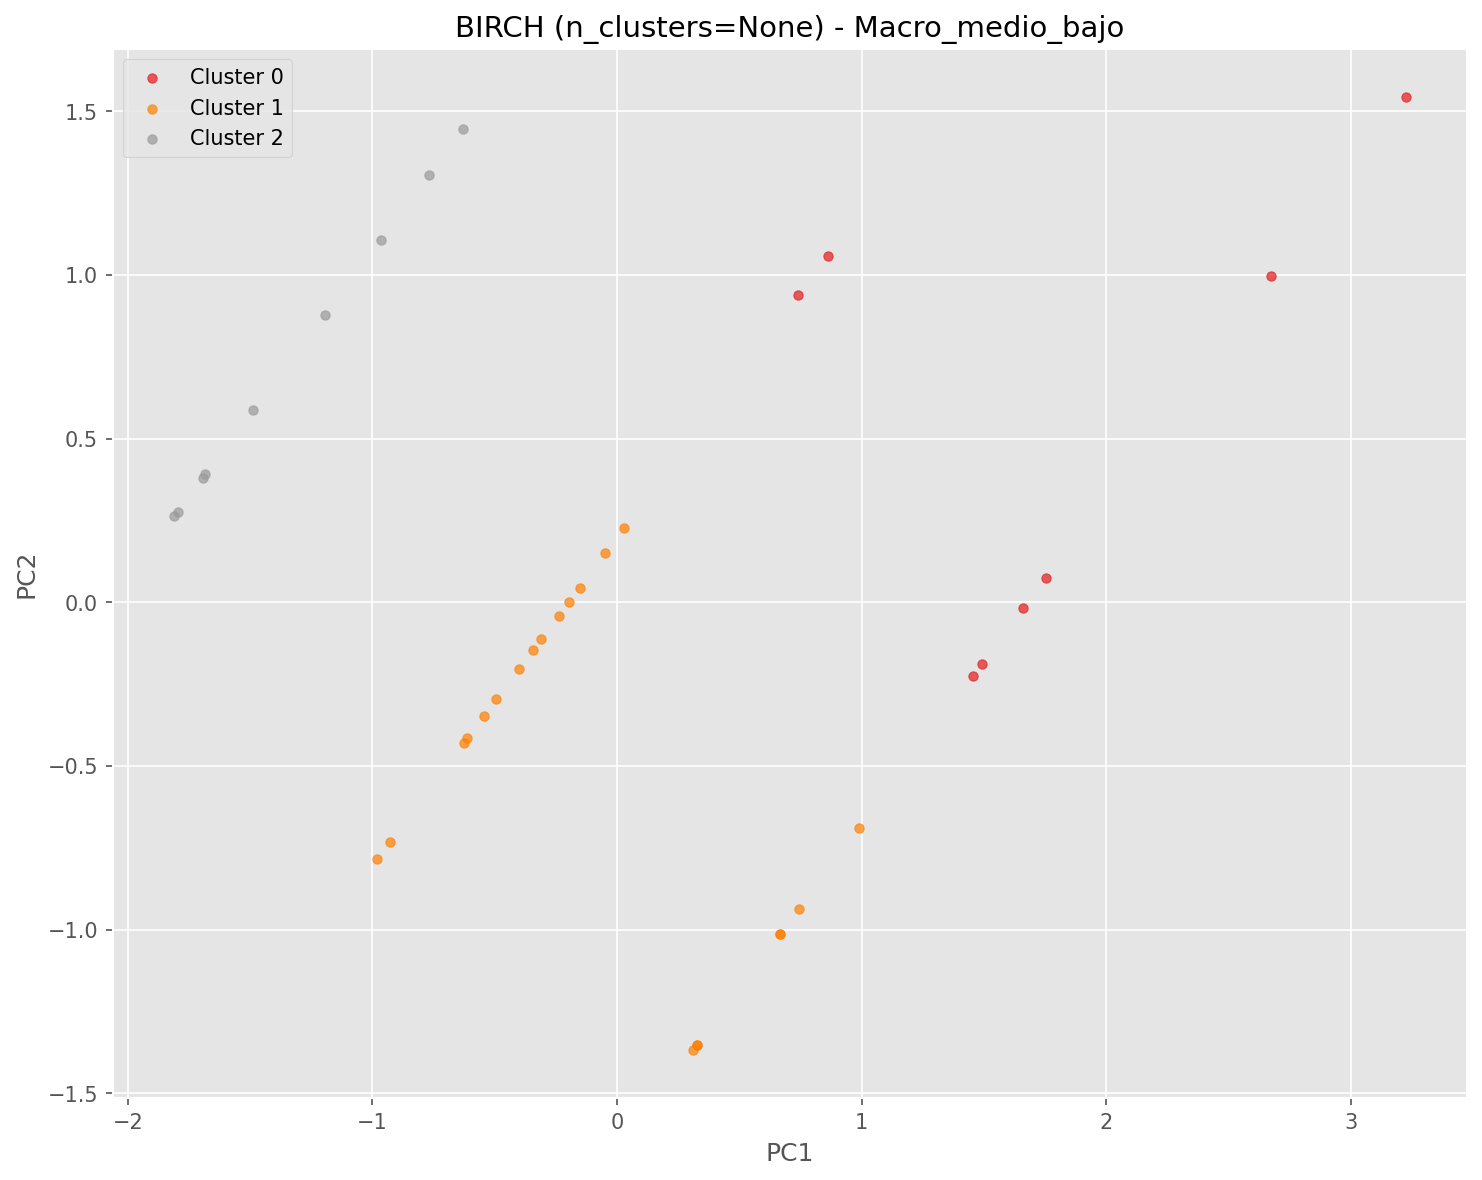 BIRCH (n_clusters=None) - Macro_medio_bajo
Cluster 0
Cluster 1
Cluster 2
1.5
1.0
0.5
0.0
−0.5
−1.0
−1.5
PC2
−2
−1
0
1
2
3
PC1